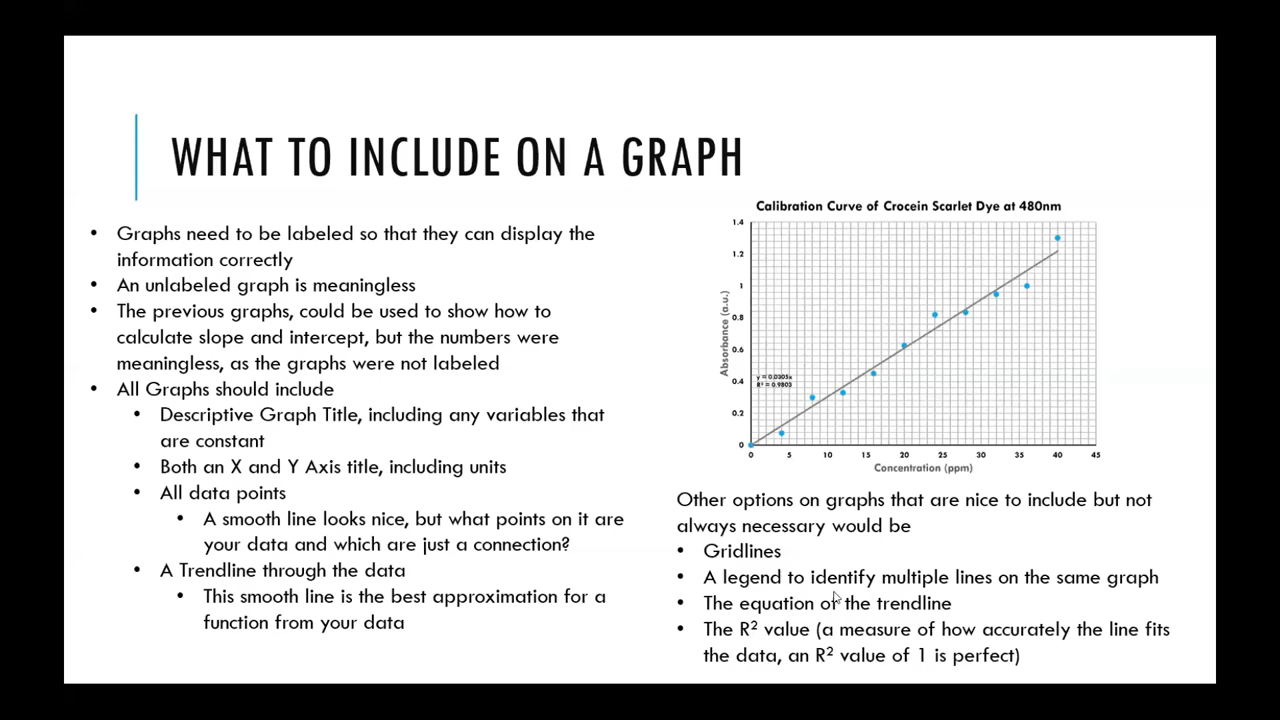 WHAT TO INCLUDE ON A GRAPH
• Graphs need to be labeled so that they can display the
information correctly
• An unlabeled graph is meaningless
• The previous graphs, could be used to show how to
calculate slope and intercept, but the numbers were
meaningless, as the graphs were not labeled
• All Graphs should include
• Descriptive Graph Title, including any variables that
are constant
• Both an X and Y Axis title, including units
• All data points
• A smooth line looks nice, but what points on it are
your data and which are just a connection?
• A Trendline through the data
• This smooth line is the best approximation for a
function from your data
Calibration Curve of Crocein Scarlet Dye at 480nm
Absorbance (a.u.)
1.4
1.2
1
0.8
0.6
0.4
0.2
0
y = 0.0305x
R² = 0.9803
0 5 10 15 20 25 30 35 40 45
Concentration (ppm)
Other options on graphs that are nice to include but not
always necessary would be
• Gridlines
• A legend to identify multiple lines on the same graph
• The equation of the trendline
• The R² value (a measure of how accurately the line fits
the data, an R² value of 1 is perfect)